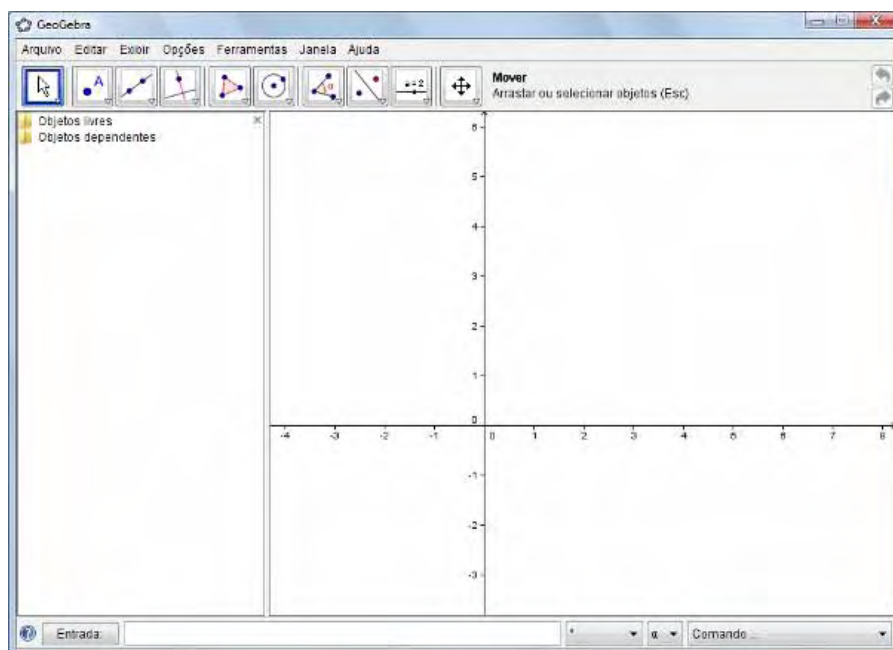 GeoGebra
Arquivo Editar Exibir Opções Ferramentas Janela Ajuda
A α a=2 Mover
Arrastar ou selecionar objetos (Esc)
Objetos livres
Objetos dependentes
6
5
4
3
2
1
0
-4 -3 -2 -1 0 1 2 3 4 5 6 7 8
-1
-2
-3
Entrada: ° α Comando ...